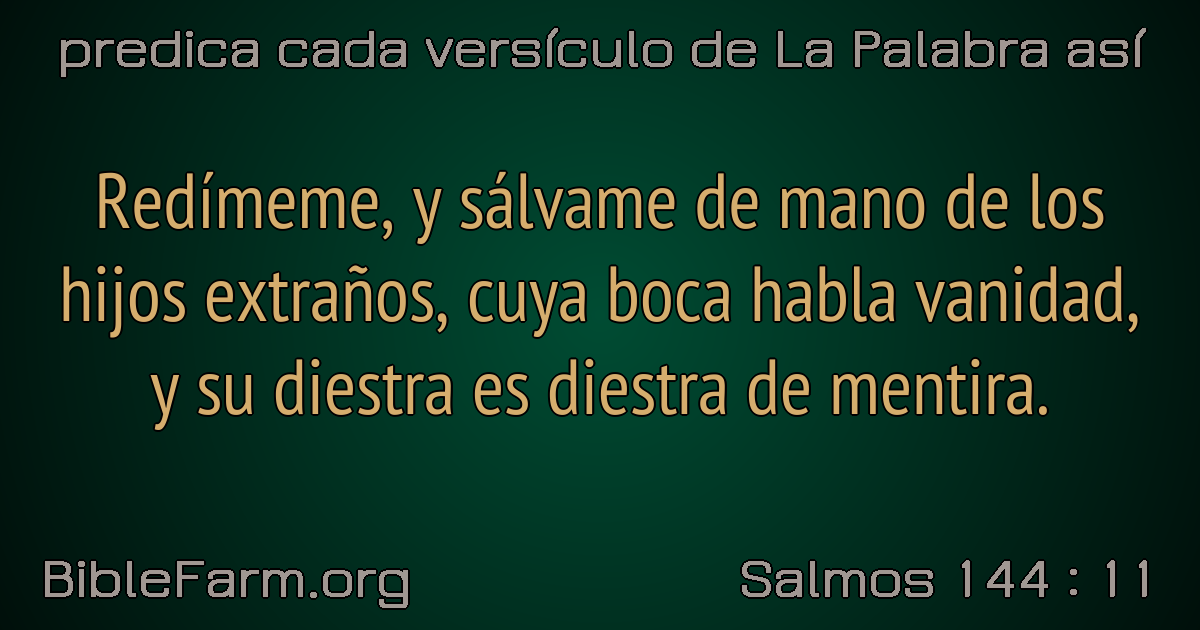 predica cada versículo de La Palabra así
Redímeme, y sálvame de mano de los
hijos extraños, cuya boca habla vanidad,
y su diestra es diestra de mentira.
BibleFarm.org
Salmos 144 : 11